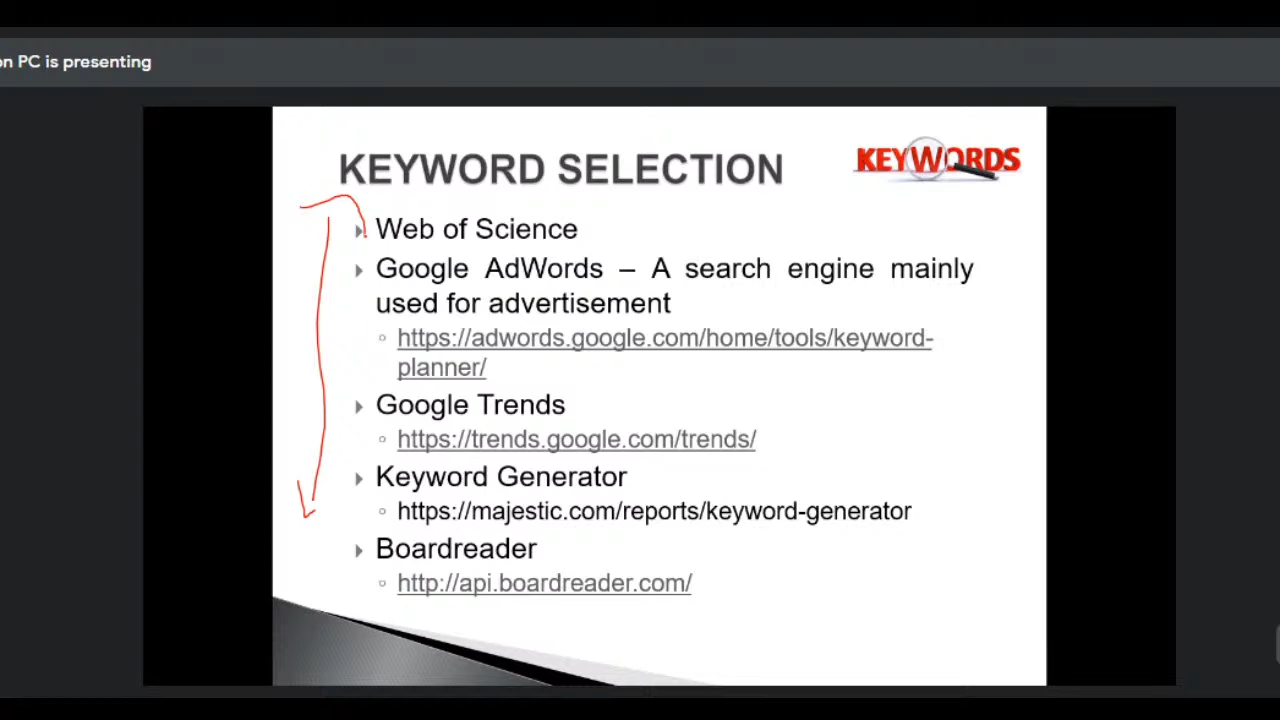 on PC is presenting
KEYWORD SELECTION
KEYWORDS
Web of Science
Google AdWords – A search engine mainly
used for advertisement
https://adwords.google.com/home/tools/keyword-
planner/
Google Trends
https://trends.google.com/trends/
Keyword Generator
https://majestic.com/reports/keyword-generator
Boardreader
http://api.boardreader.com/